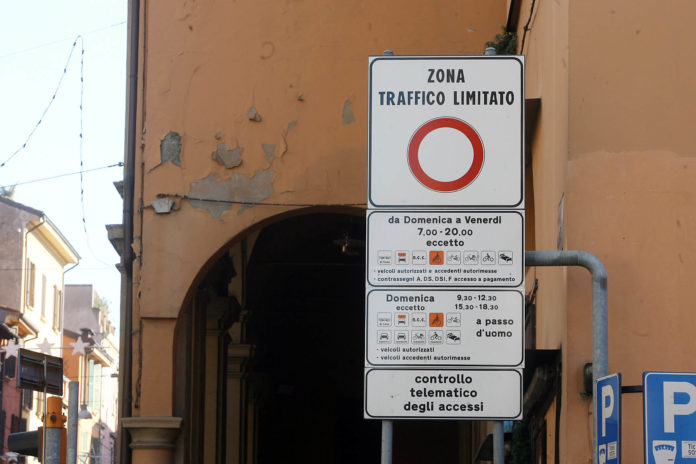 ZONA
TRAFFICO LIMITATO
da Domenica a Venerdì
7,00 - 20,00
eccetto
- veicoli autorizzati e accedenti autorimesse
- contrassegni A, DS, DSI, F accesso a pagamento
Domenica 9,30 - 12,30
eccetto 15,30 - 18,30
a passo
d'uomo
- veicoli autorizzati
- veicoli accedenti autorimesse
controllo
telematico
degli accessi
P
P